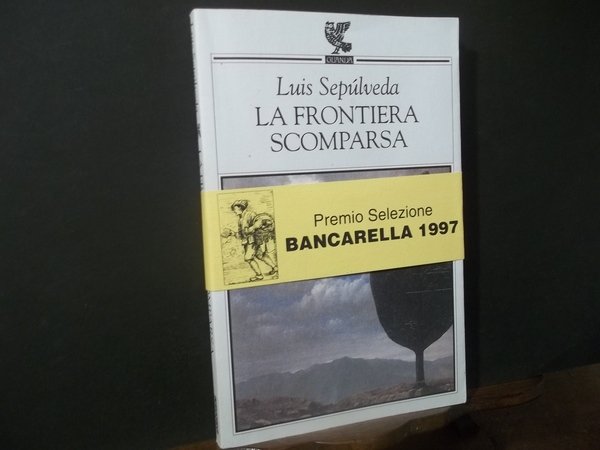 GUANDA
Luis Sepúlveda
LA FRONTIERA
SCOMPARSA
Premio Selezione
BANCARELLA 1997